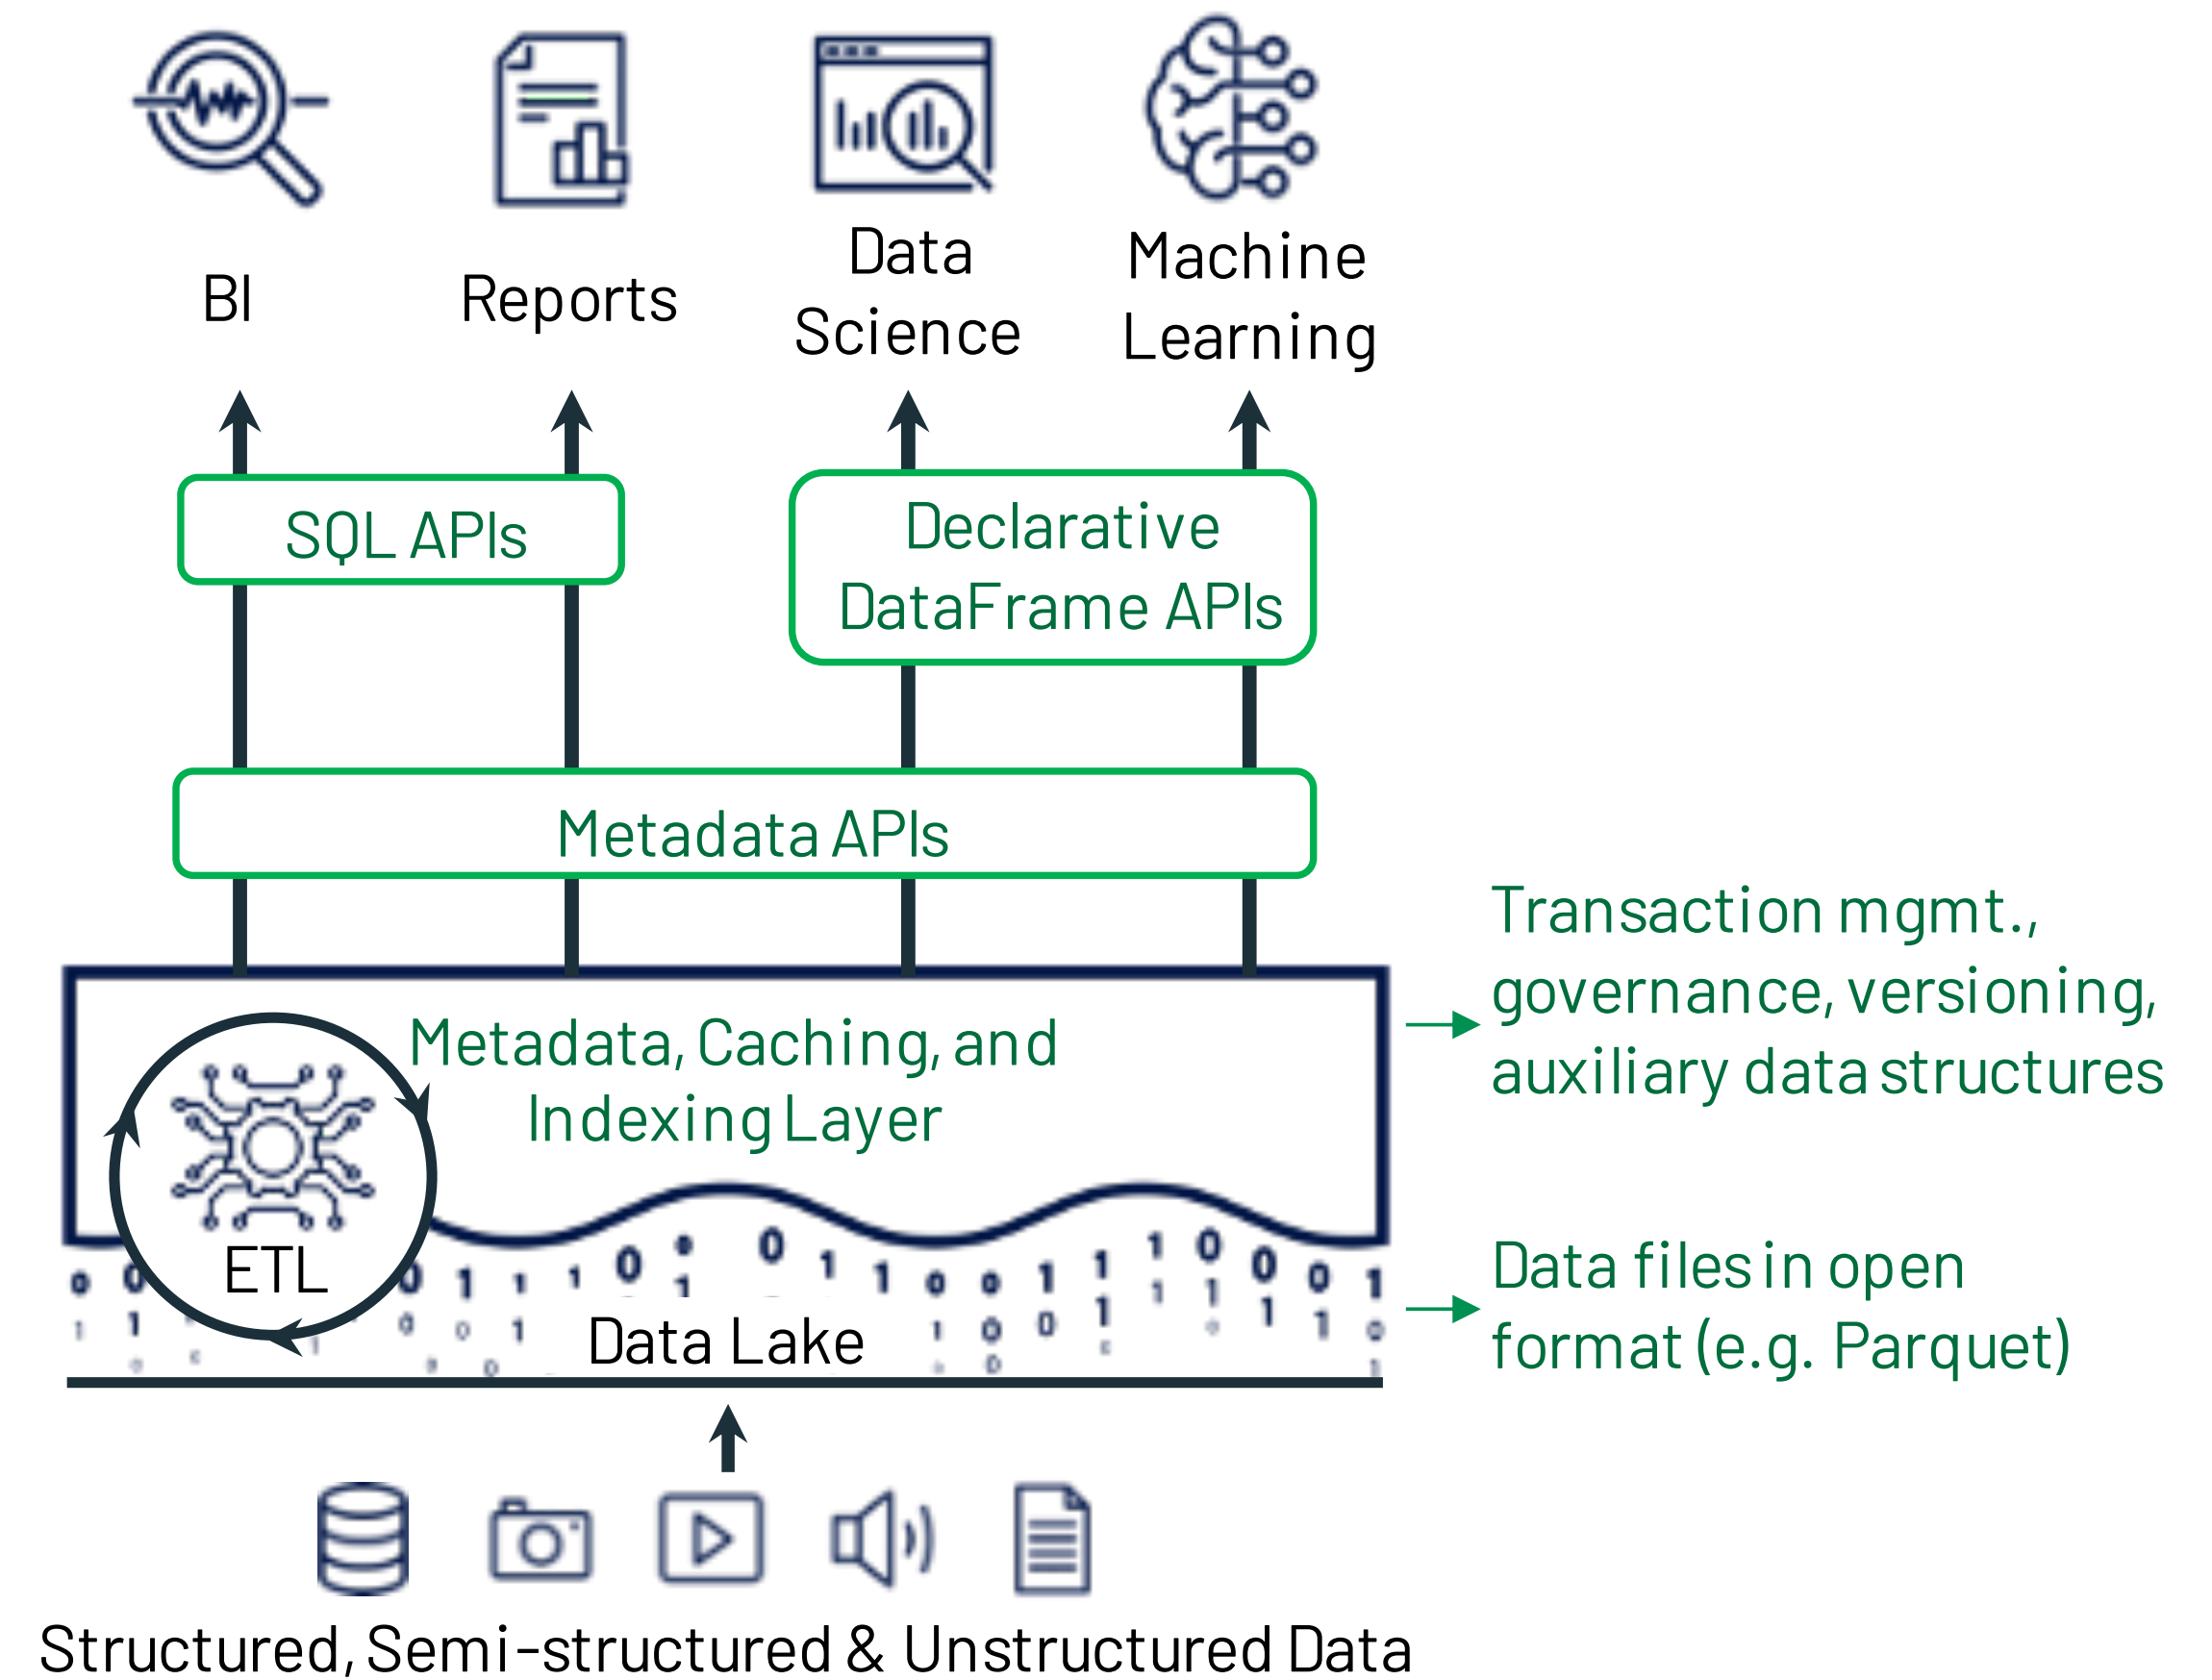 BI
Reports
Data
Science
Machine
Learning
SQL APIs
Declarative
DataFrame APIs
Metadata APIs
Metadata, Caching, and
Indexing Layer
Transaction mgmt.,
governance, versioning,
auxiliary data structures
ETL
Data Lake
Data files in open
format (e.g. Parquet)
Structured, Semi-structured & Unstructured Data